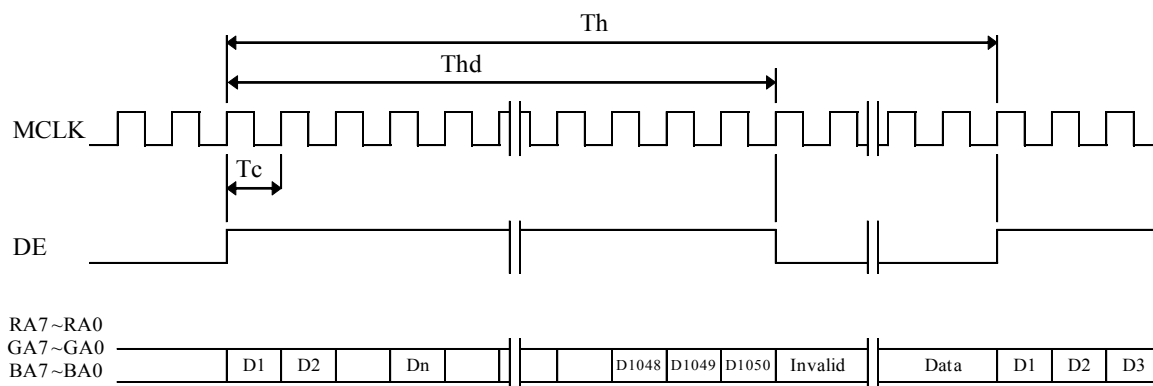 Th
Thd
MCLK
Tc
DE
RA7~RA0
GA7~GA0
BA7~BA0
D1 D2 Dn D1048 D1049 D1050 Invalid Data D1 D2 D3